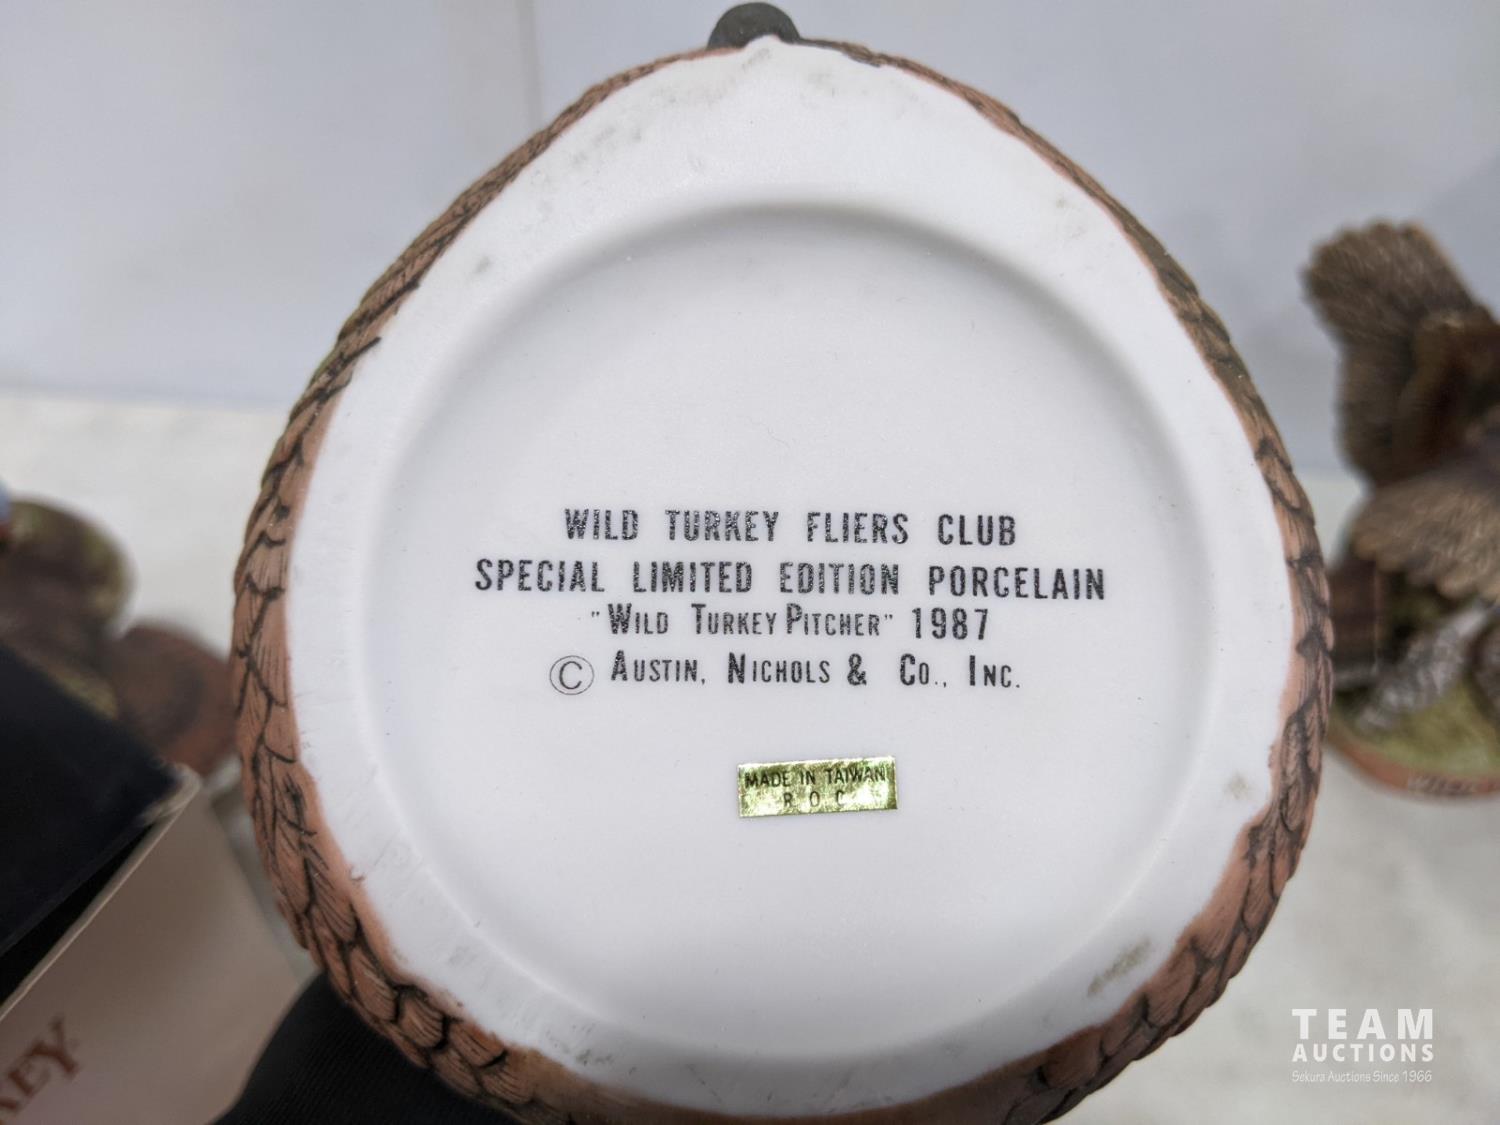 WILD TURKEY FLIERS CLUB
SPECIAL LIMITED EDITION PORCELAIN
"WILD TURKEY PITCHER" 1987
© AUSTIN, NICHOLS & CO., INC.
MADE IN TAIWAN
R O C
KEY
TEAM
AUCTIONS
Sekura Auctions Since 1966